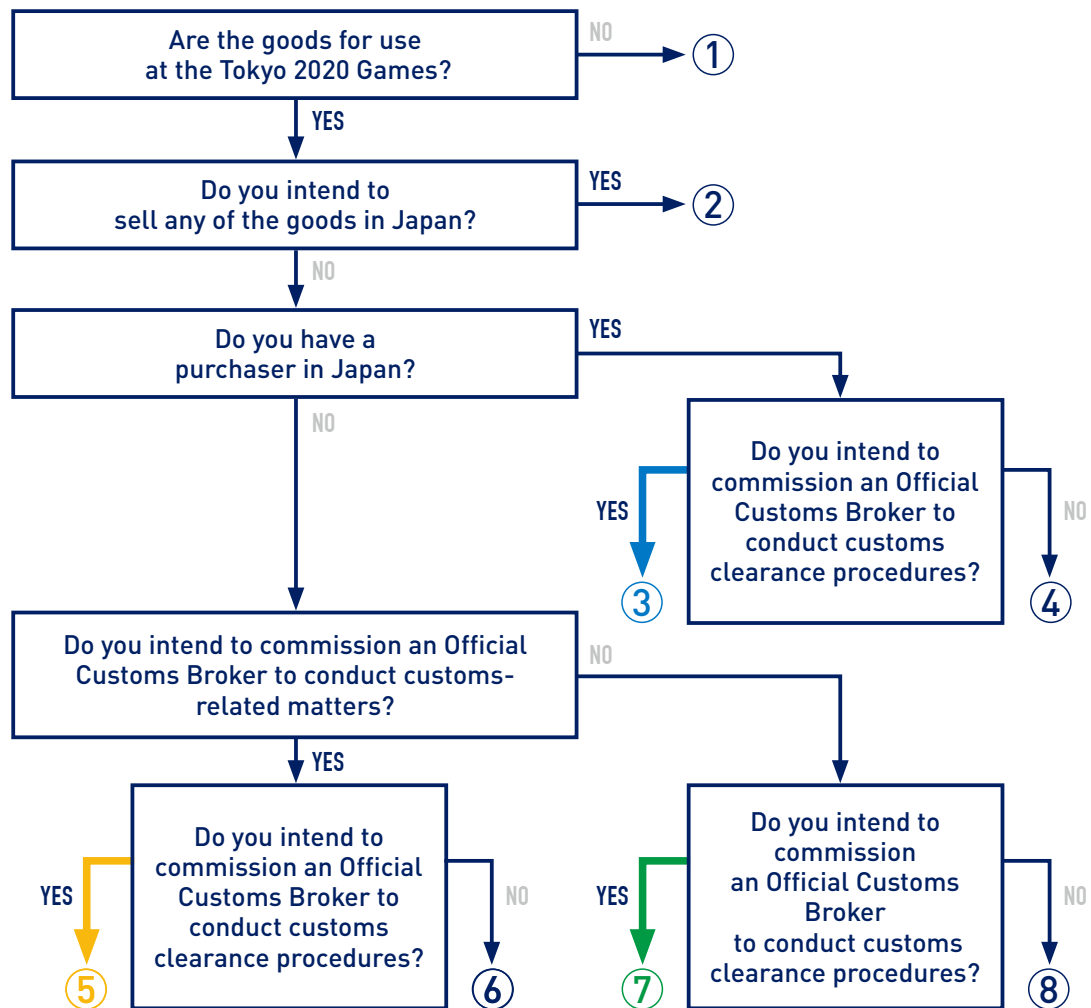 Are the goods for use
at the Tokyo 2020 Games?
NO
①
YES
Do you intend to
sell any of the goods in Japan?
YES
②
NO
Do you have a
purchaser in Japan?
YES
NO
Do you intend to
commission an Official
Customs Broker to
conduct customs
clearance procedures?
YES
NO
③
④
Do you intend to commission an Official
Customs Broker to conduct customs-
related matters?
NO
YES
Do you intend to
commission an Official
Customs Broker to
conduct customs
clearance procedures?
YES
NO
⑤
⑥
Do you intend to
commission
an Official Customs
Broker
to conduct customs
clearance procedures?
YES
NO
⑦
⑧